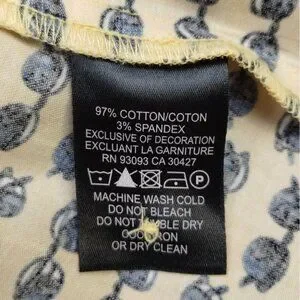 97% COTTON/COTON
3% SPANDEX
EXCLUSIVE OF DECORATION
EXCLUANT LA GARNITURE
RN 93093 CA 30427
P
MACHINE WASH COLD
DO NOT BLEACH
DO NOT TUMBLE DRY
IRON
OR DRY CLEAN